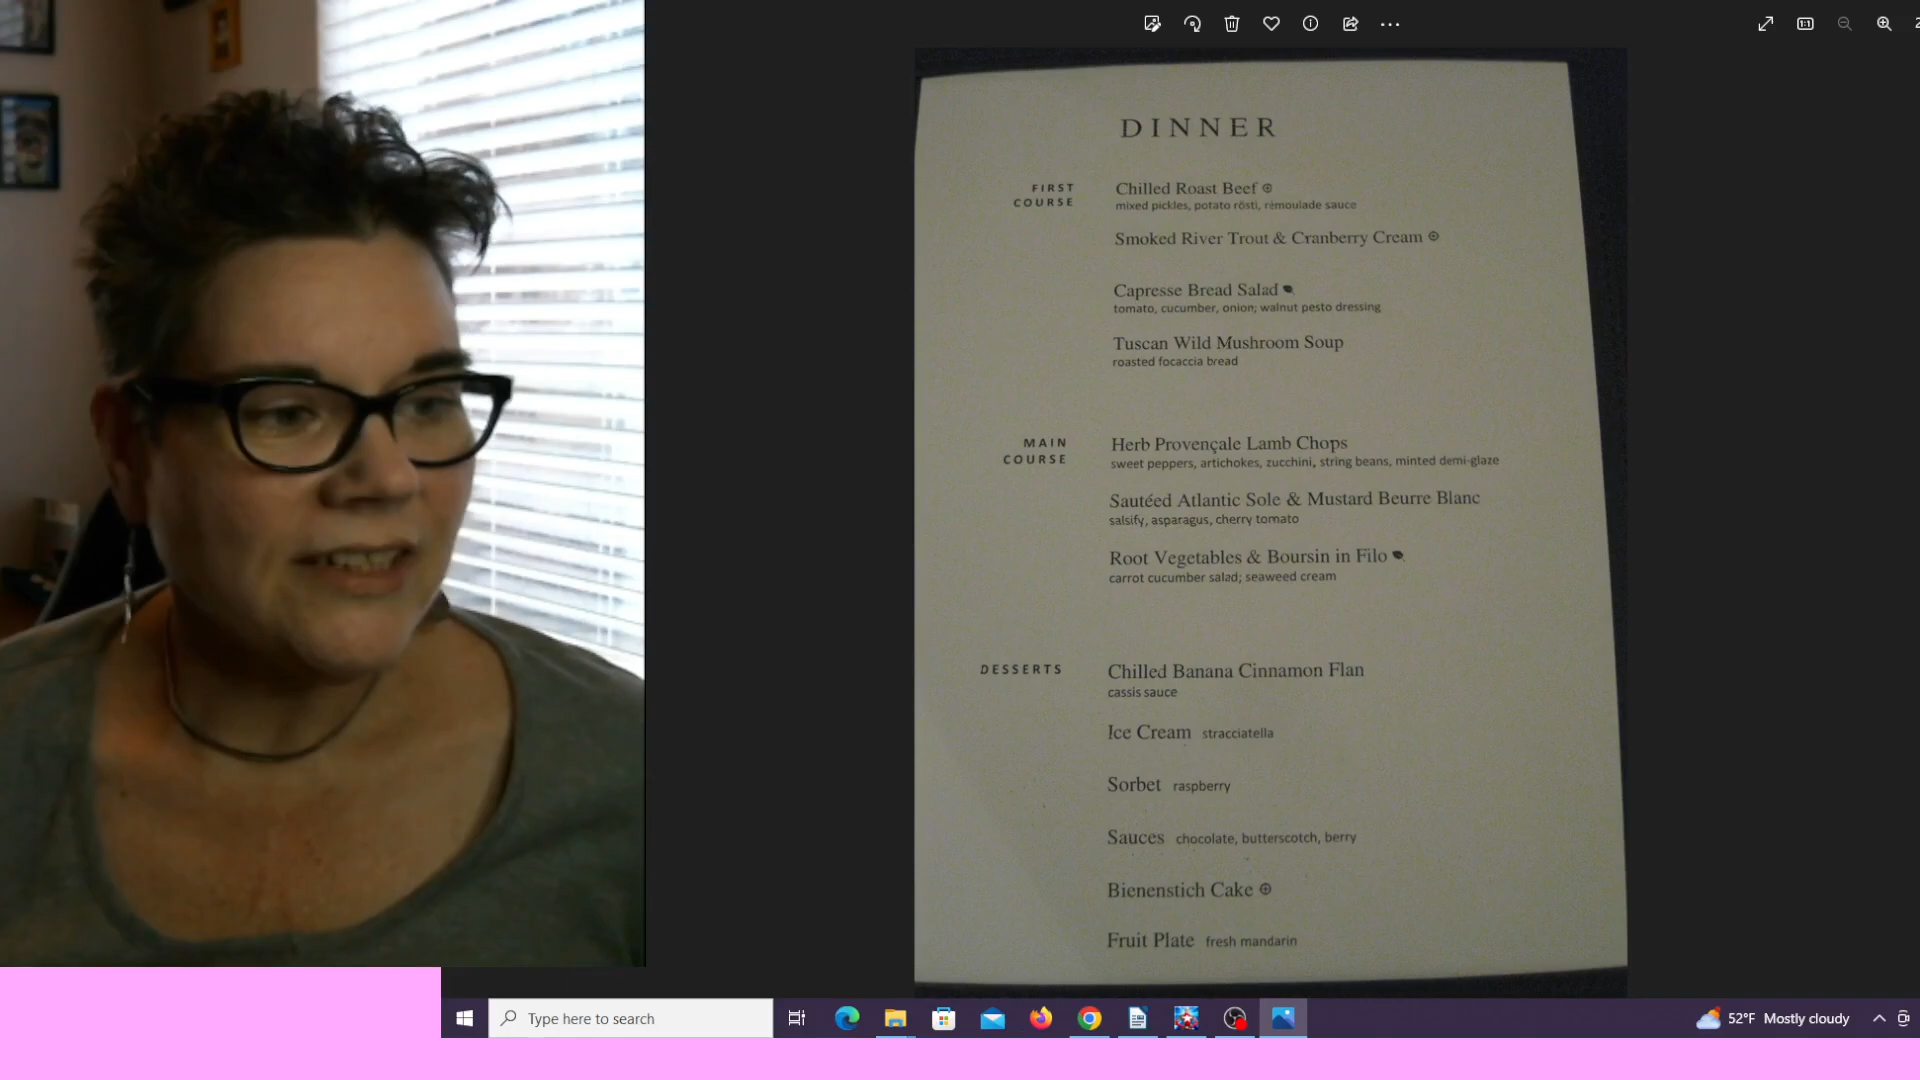 DINNER
FIRST
COURSE
Chilled Roast Beef
mixed pickles, potato rösti, rémoulade sauce
Smoked River Trout & Cranberry Cream
Capresse Bread Salad
tomato, cucumber, onion; walnut pesto dressing
Tuscan Wild Mushroom Soup
roasted focaccia bread
MAIN
COURSE
Herb Provençale Lamb Chops
sweet peppers, artichokes, zucchini, string beans, minted demi-glaze
Sautéed Atlantic Sole & Mustard Beurre Blanc
salsify, asparagus, cherry tomato
Root Vegetables & Boursin in Filo
carrot cucumber salad; seaweed cream
DESSERTS
Chilled Banana Cinnamon Flan
cassis sauce
Ice Cream stracciatella
Sorbet raspberry
Sauces chocolate, butterscotch, berry
Bienenstich Cake
Fruit Plate fresh mandarin
Type here to search
52°F Mostly cloudy